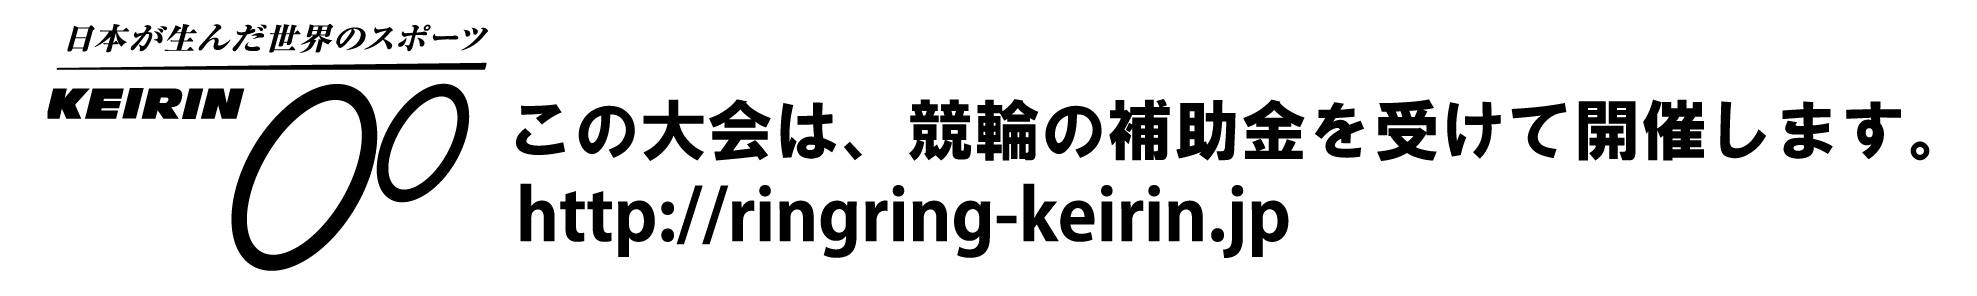 日本が生んだ世界のスポーツ
KEIRIN
この大会は、競輪の補助金を受けて開催します。
http://ringring-keirin.jp